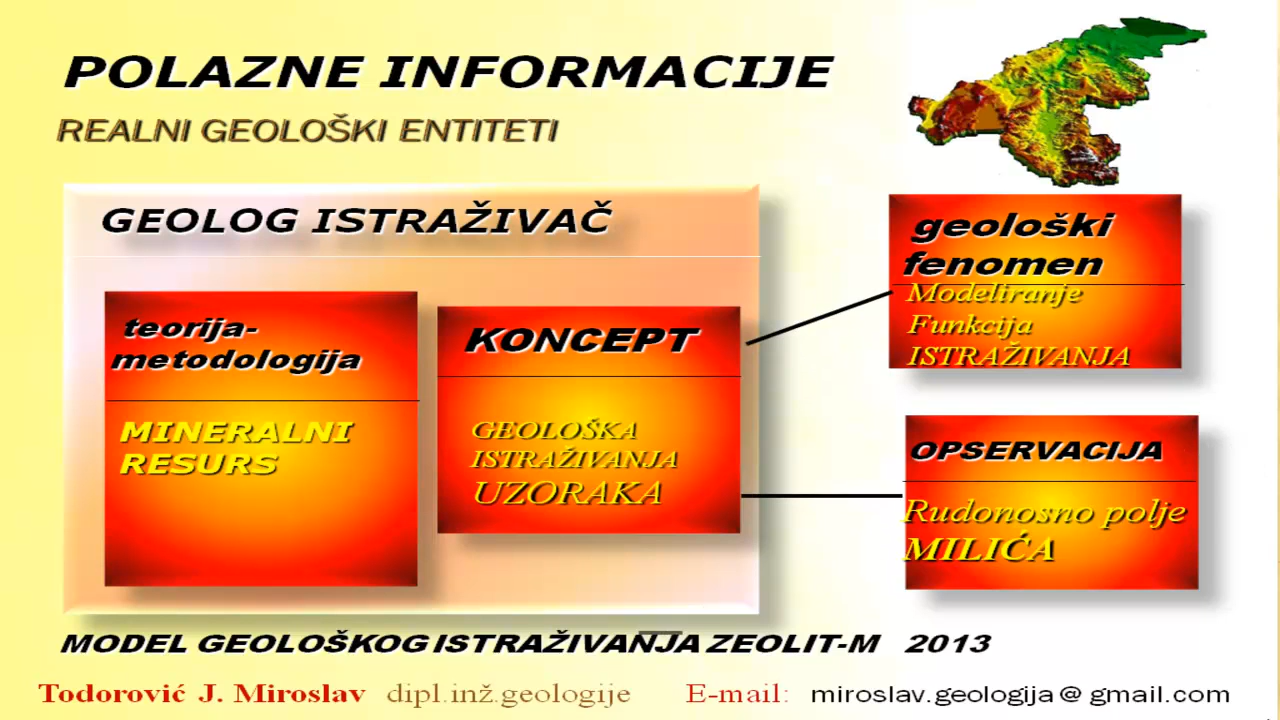 POLAZNE INFORMACIJE
REALNI GEOLOŠKI ENTITETI
GEOLOG ISTRAŽIVAČ
teorija-
metodologija
MINERALNI
RESURS
KONCEPT
GEOLOŠKA
ISTRAŽIVANJA
UZORAKA
geološki
fenomen
Modeliranje
Funkcija
ISTRAŽIVANJA
OPSERVACIJA
Rudonosno polje
MILIĆA
MODEL GEOLOŠKOG ISTRAŽIVANJA ZEOLIT-M 2013
Todorović J. Miroslav dipl.inž.geologije E-mail: miroslav.geologija@gmail.com